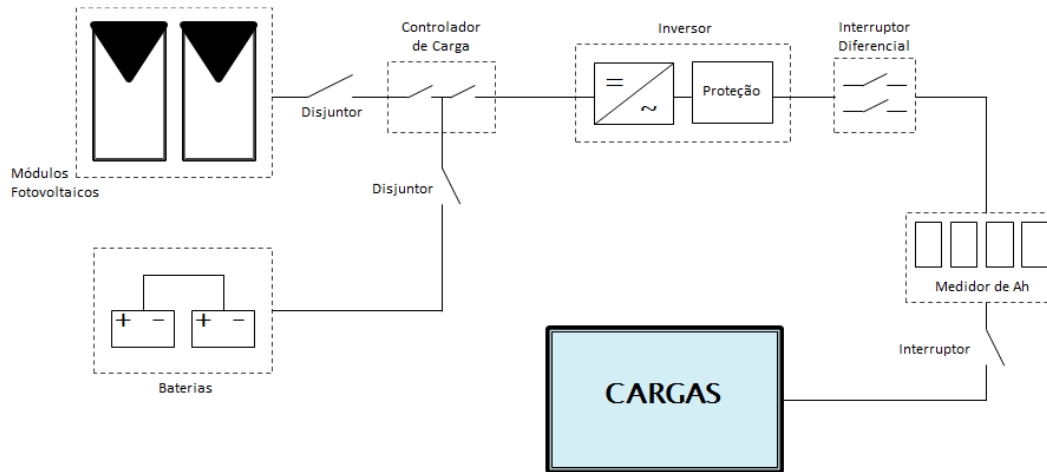 Controlador
de Carga
Inversor
Interruptor
Diferencial
=
~
Proteção
Disjuntor
Módulos
Fotovoltaicos
Disjuntor
+ - + -
Baterias
Medidor de Ah
Interruptor
CARGAS